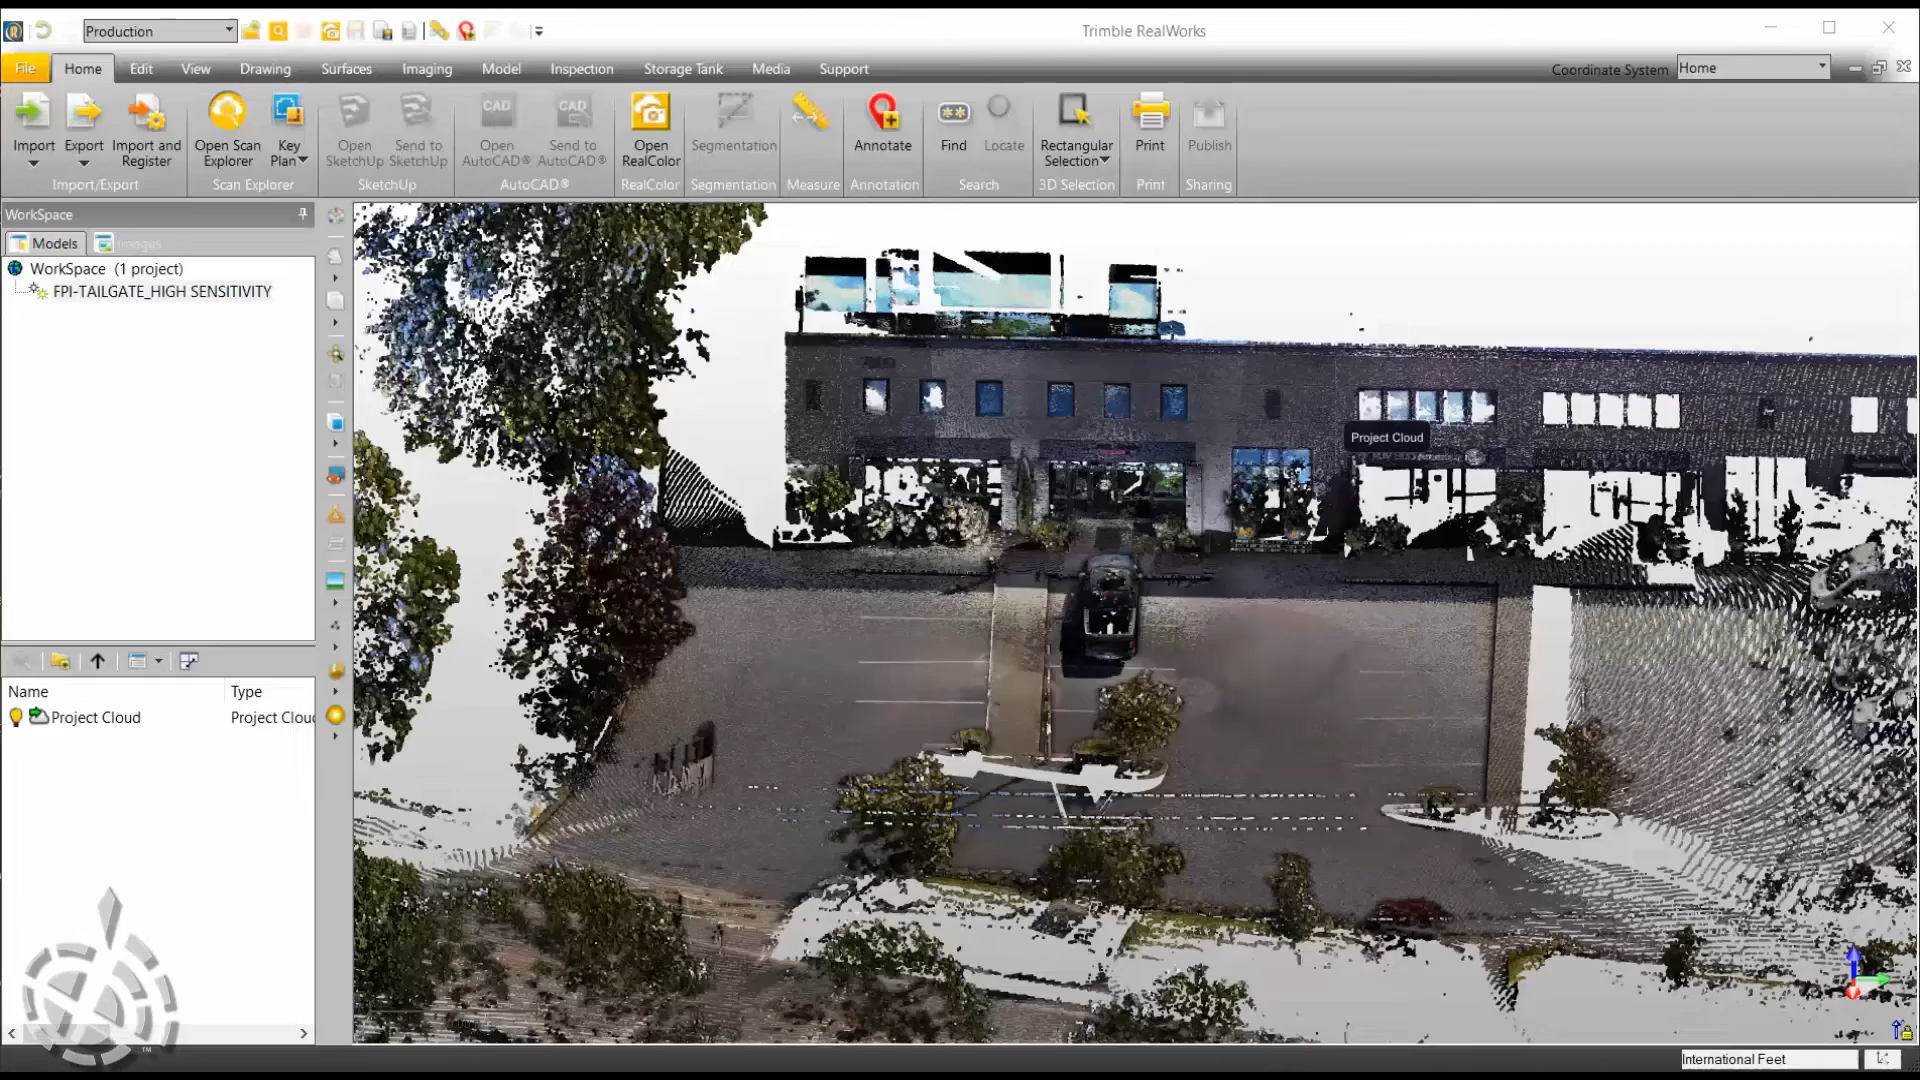 Production
Trimble RealWorks
File Home Edit View Drawing Surfaces Imaging Model Inspection Storage Tank Media Support
Coordinate System Home
Import
Export
Import and Register
Import/Export
Open Scan Explorer
Key Plan
Scan Explorer
Open SketchUp
Send to SketchUp
SketchUp
CAD
Open AutoCAD®
CAD
Send to AutoCAD®
AutoCAD®
Open RealColor
RealColor
Segmentation
Segmentation
Measure
Annotate
Annotation
Find
Locate
Search
Rectangular Selection
3D Selection
Print
Print
Publish
Sharing
WorkSpace
Models Images
WorkSpace (1 project)
FPI-TAILGATE_HIGH SENSITIVITY
Name Type
Project Cloud Project Clou
Project Cloud
International Feet
TM